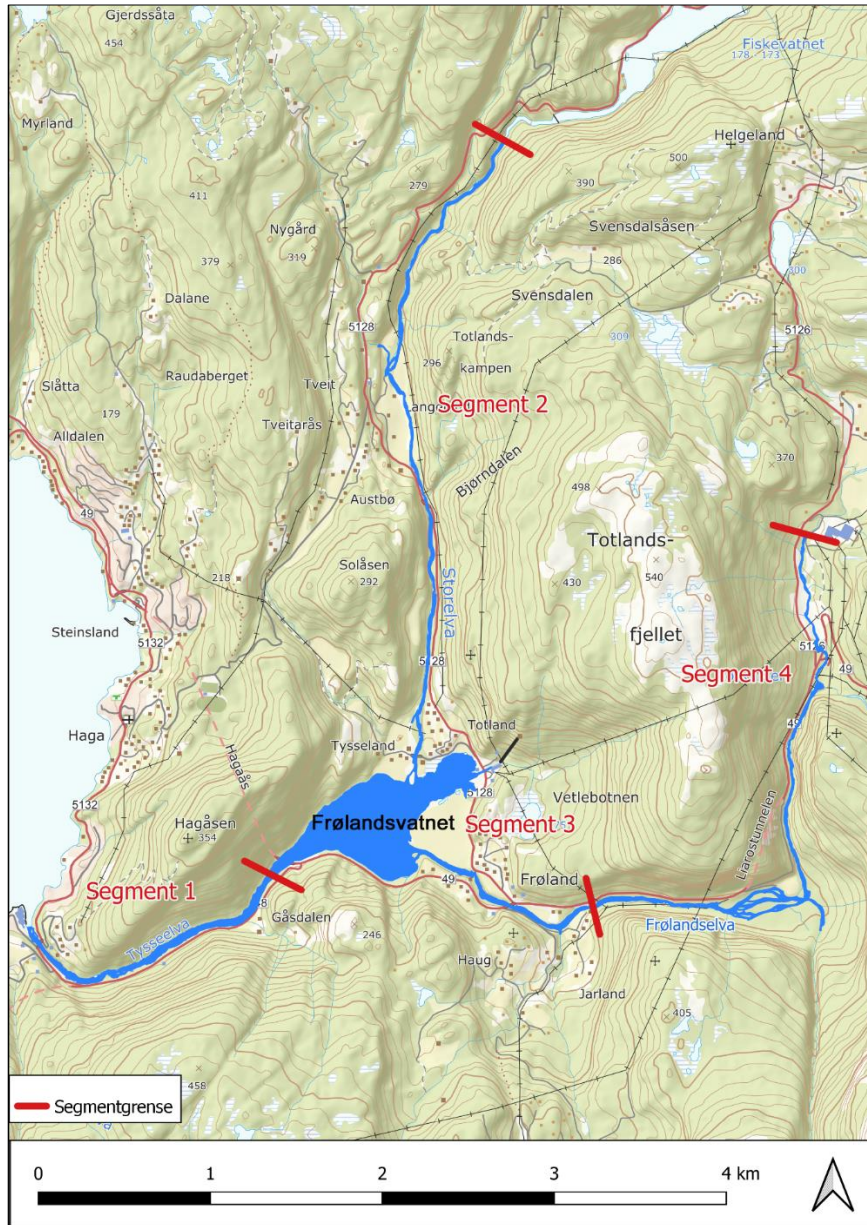 Gjerdssåta
454
Fiskevatnet
178 - 173
Myrland
Helgeland
500
279
390
411
Nygård
319
Svensdalsåsen
286
379
300
Dalane
Svensdalen
5128
309
5126
Totlands-
kampen
296
Raudaberget
Tveit
Slåtta
179
Segment 2
Tveitarås
Alldalen
370
Bjørndalen
49
498
Austbø
Totlands-
Solåsen
292
430
540
218
Storelva
Steinsland
fjellet
5132
5128
49
Segment 4
Haga
Totland
49
Tysseland
Hagaås
5132
5128
Vetlebotnen
Frølandsvatnet
Segment 3
Hagåsen
354
Liarostunnelen
49
Frøland
Segment 1
Gåsdalen
246
Frølandselva
Tysseelva
Haug
Jarland
405
458
Segmentgrense
0 1 2 3 4 km